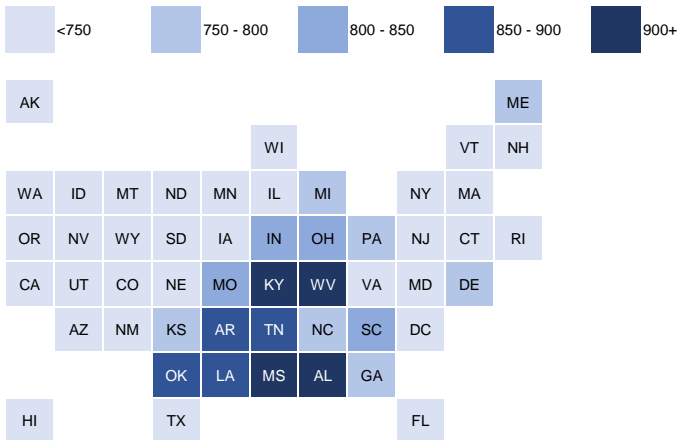 <750 750 - 800 800 - 850 850 - 900 900+
AK ME
WI VT NH
WA ID MT ND MN IL MI NY MA
OR NV WY SD IA IN OH PA NJ CT RI
CA UT CO NE MO KY WV VA MD DE
AZ NM KS AR TN NC SC DC
OK LA MS AL GA
HI TX FL